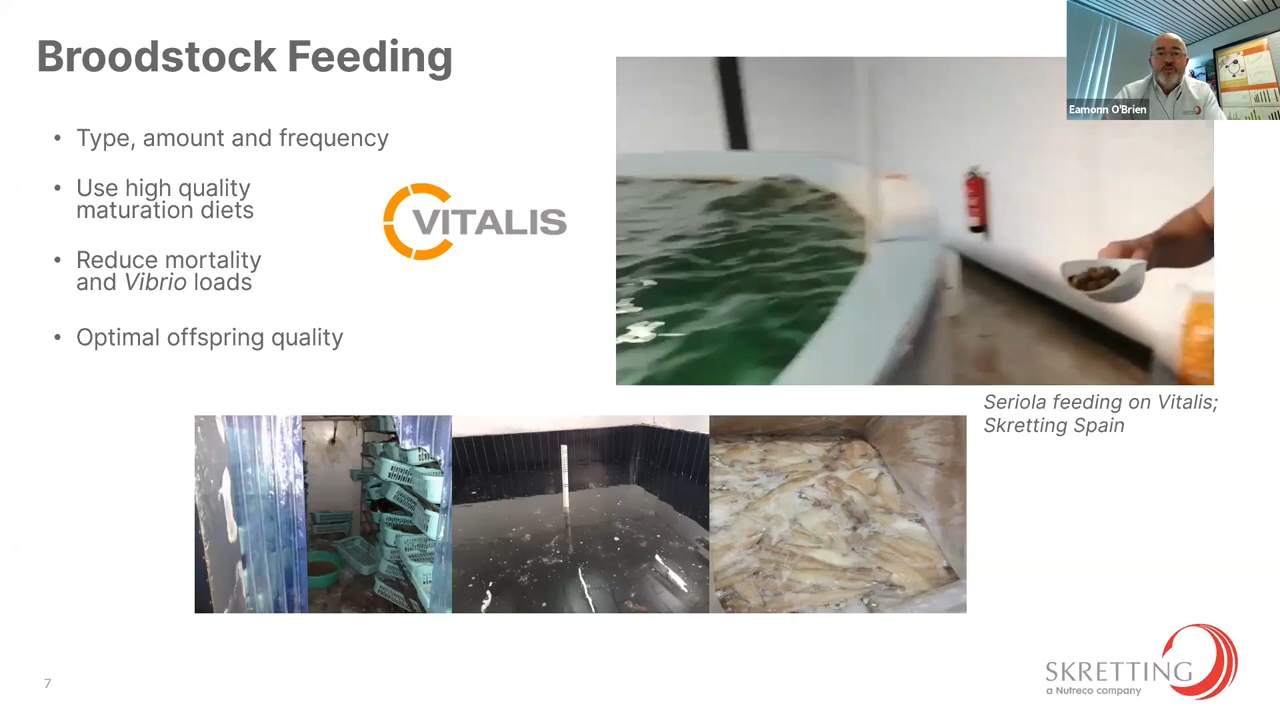 Broodstock Feeding
Eamonn O'Brien
• Type, amount and frequency
• Use high quality
maturation diets
VITALIS
• Reduce mortality
and Vibrio loads
• Optimal offspring quality
Seriola feeding on Vitalis;
Skretting Spain
7
SKRETTING
a Nutreco company